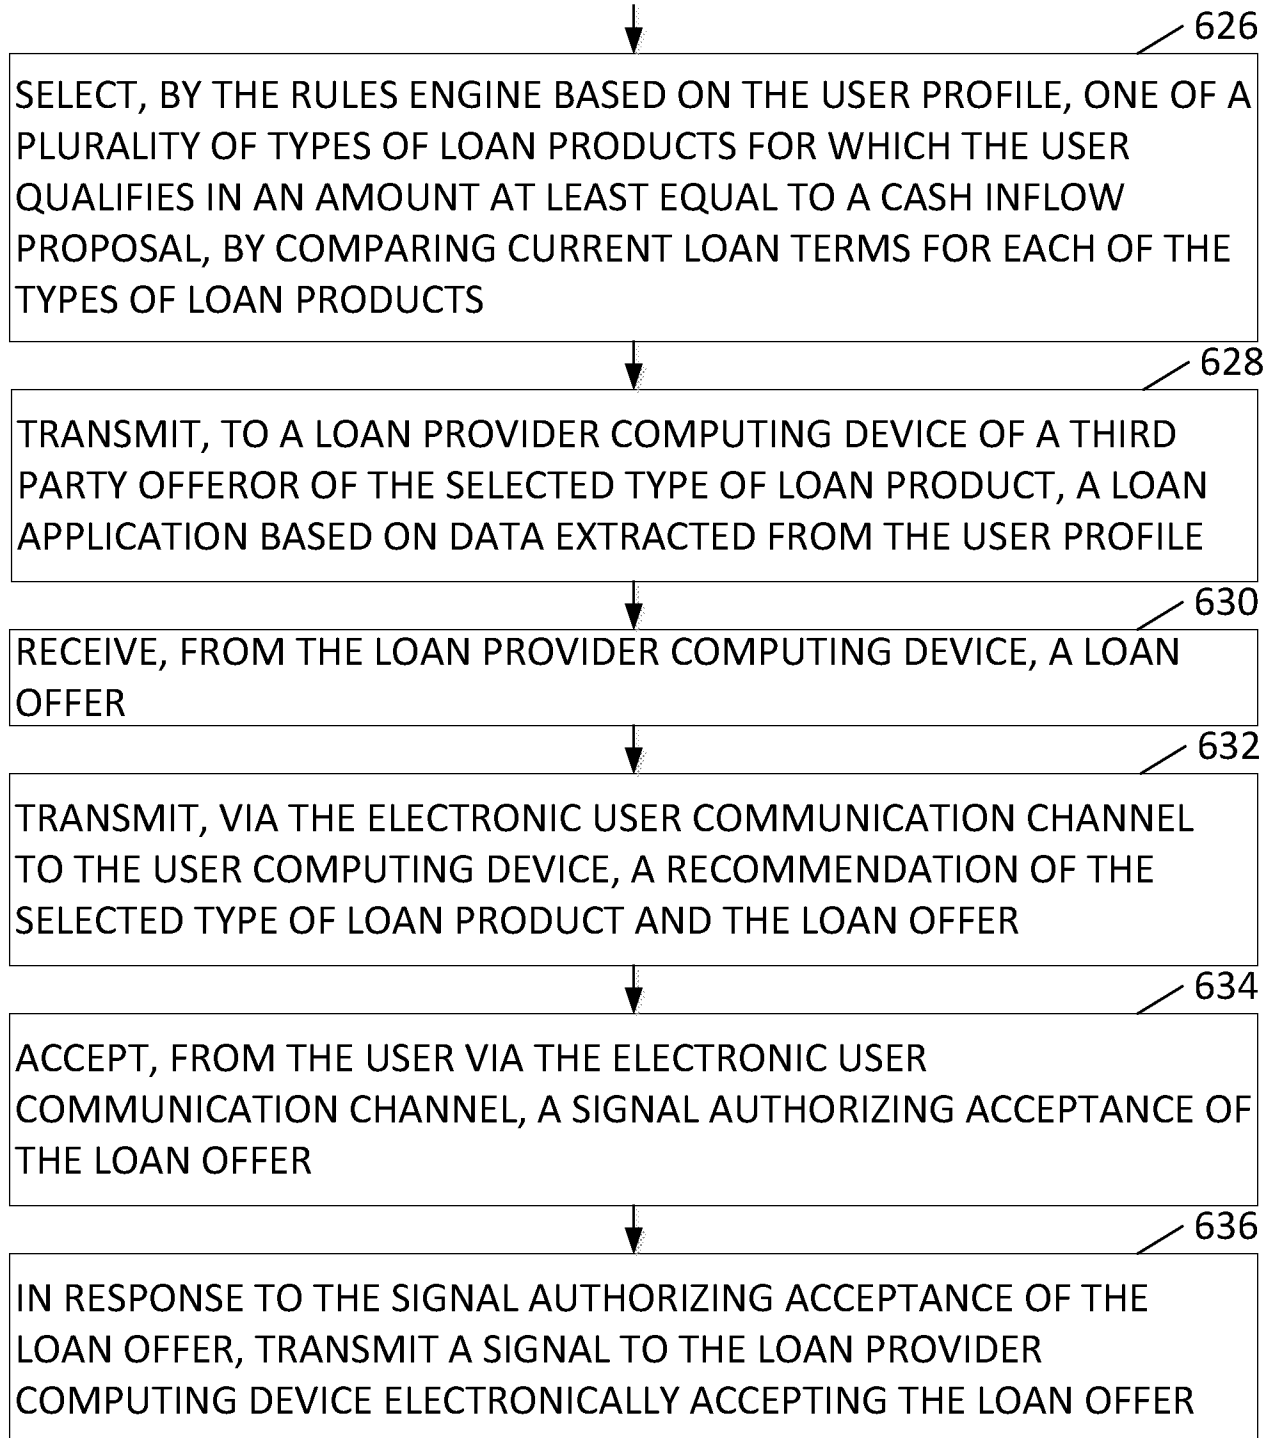 626
SELECT, BY THE RULES ENGINE BASED ON THE USER PROFILE, ONE OF A
PLURALITY OF TYPES OF LOAN PRODUCTS FOR WHICH THE USER
QUALIFIES IN AN AMOUNT AT LEAST EQUAL TO A CASH INFLOW
PROPOSAL, BY COMPARING CURRENT LOAN TERMS FOR EACH OF THE
TYPES OF LOAN PRODUCTS
628
TRANSMIT, TO A LOAN PROVIDER COMPUTING DEVICE OF A THIRD
PARTY OFFEROR OF THE SELECTED TYPE OF LOAN PRODUCT, A LOAN
APPLICATION BASED ON DATA EXTRACTED FROM THE USER PROFILE
630
RECEIVE, FROM THE LOAN PROVIDER COMPUTING DEVICE, A LOAN
OFFER
632
TRANSMIT, VIA THE ELECTRONIC USER COMMUNICATION CHANNEL
TO THE USER COMPUTING DEVICE, A RECOMMENDATION OF THE
SELECTED TYPE OF LOAN PRODUCT AND THE LOAN OFFER
634
ACCEPT, FROM THE USER VIA THE ELECTRONIC USER
COMMUNICATION CHANNEL, A SIGNAL AUTHORIZING ACCEPTANCE OF
THE LOAN OFFER
636
IN RESPONSE TO THE SIGNAL AUTHORIZING ACCEPTANCE OF THE
LOAN OFFER, TRANSMIT A SIGNAL TO THE LOAN PROVIDER
COMPUTING DEVICE ELECTRONICALLY ACCEPTING THE LOAN OFFER